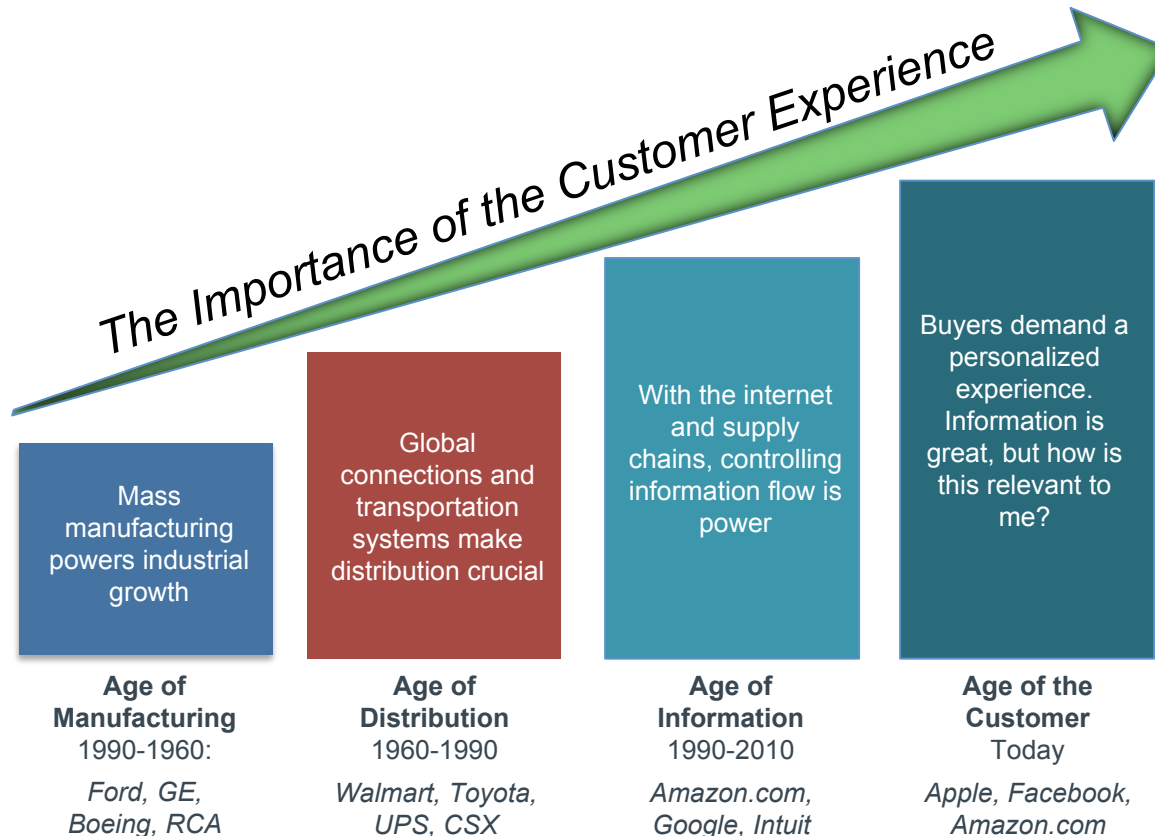 The Importance of the Customer Experience
Mass
manufacturing
powers industrial
growth
Global
connections and
transportation
systems make
distribution crucial
With the internet
and supply
chains, controlling
information flow is
power
Buyers demand a
personalized
experience.
Information is
great, but how is
this relevant to
me?
Age of
Manufacturing
1990-1960:
Ford, GE,
Boeing, RCA
Age of
Distribution
1960-1990
Walmart, Toyota,
UPS, CSX
Age of
Information
1990-2010
Amazon.com,
Google, Intuit
Age of the
Customer
Today
Apple, Facebook,
Amazon.com